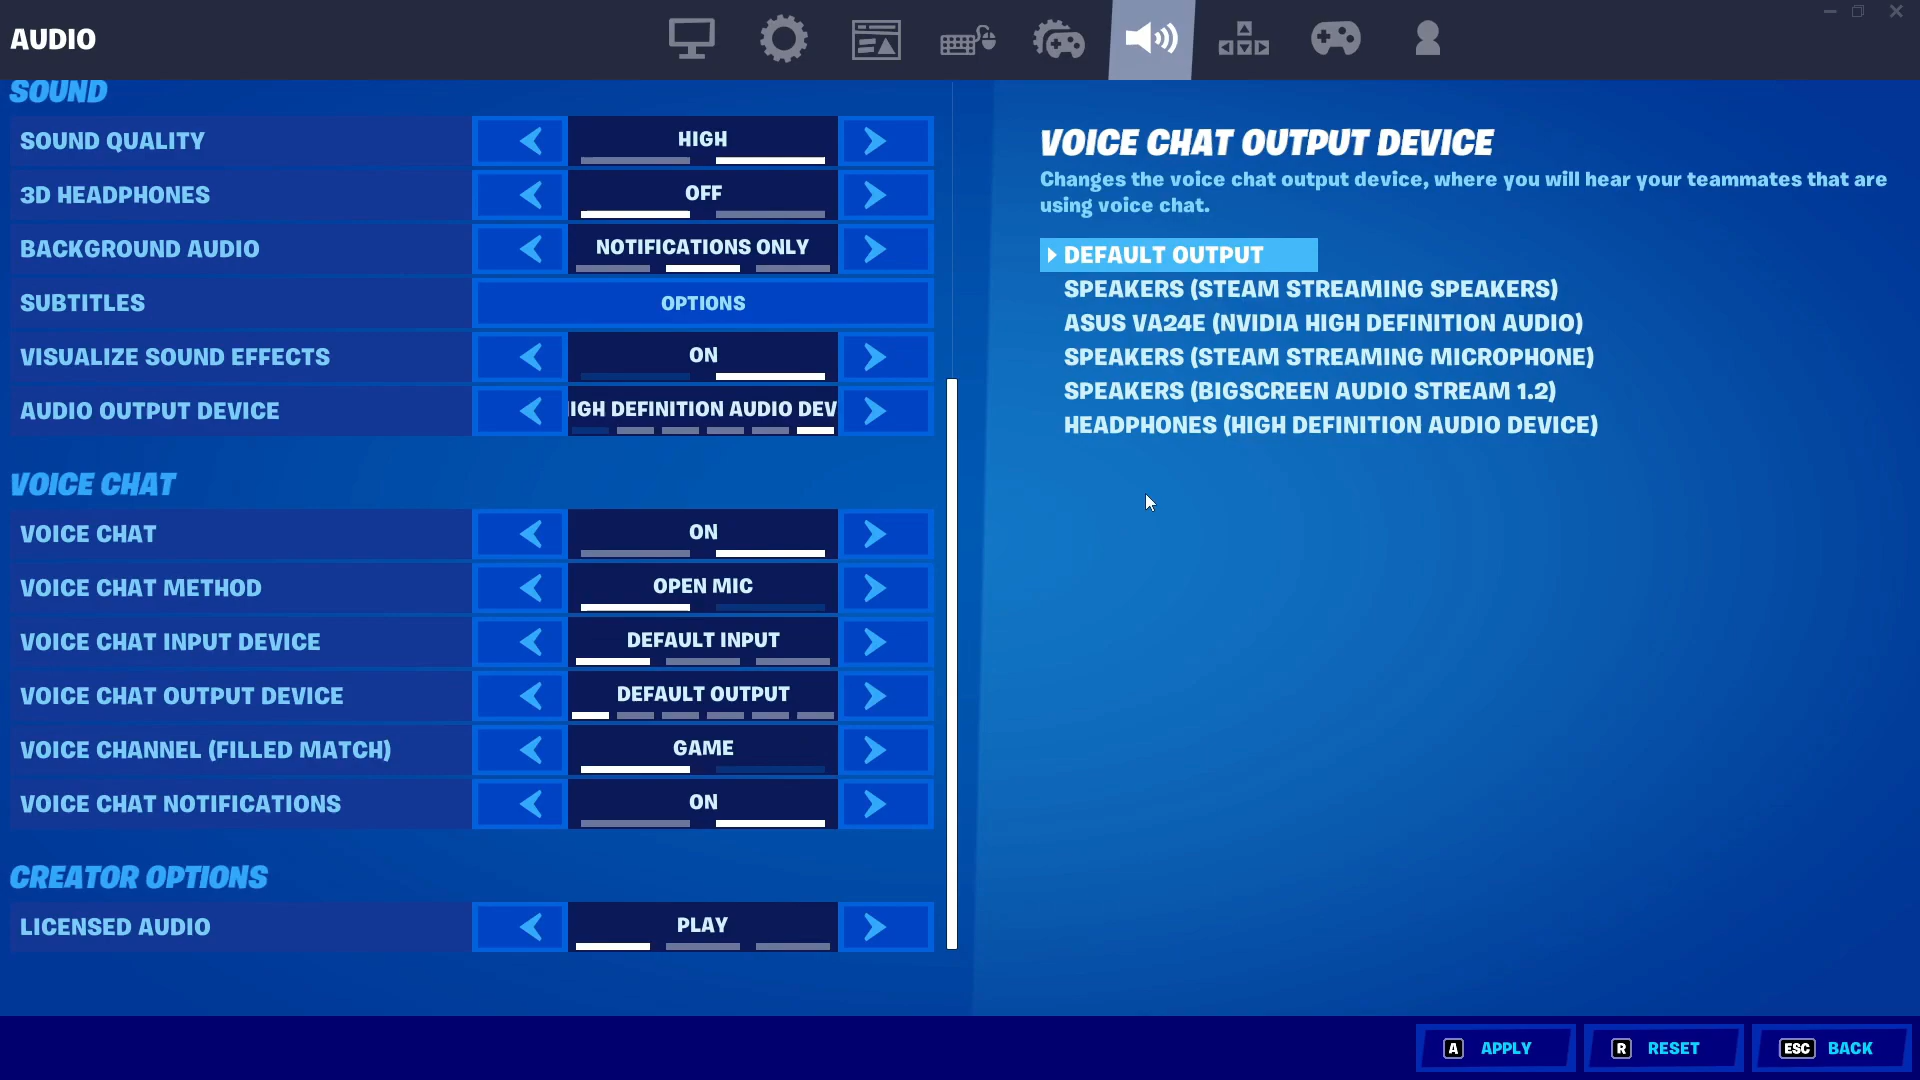 AUDIO
SOUND
SOUND QUALITY
HIGH
3D HEADPHONES
OFF
BACKGROUND AUDIO
NOTIFICATIONS ONLY
SUBTITLES
OPTIONS
VISUALIZE SOUND EFFECTS
ON
AUDIO OUTPUT DEVICE
IGH DEFINITION AUDIO DEV
VOICE CHAT
VOICE CHAT
ON
VOICE CHAT METHOD
OPEN MIC
VOICE CHAT INPUT DEVICE
DEFAULT INPUT
VOICE CHAT OUTPUT DEVICE
DEFAULT OUTPUT
VOICE CHANNEL (FILLED MATCH)
GAME
VOICE CHAT NOTIFICATIONS
ON
CREATOR OPTIONS
LICENSED AUDIO
PLAY
VOICE CHAT OUTPUT DEVICE
Changes the voice chat output device, where you will hear your teammates that are
using voice chat.
DEFAULT OUTPUT
SPEAKERS (STEAM STREAMING SPEAKERS)
ASUS VA24E (NVIDIA HIGH DEFINITION AUDIO)
SPEAKERS (STEAM STREAMING MICROPHONE)
SPEAKERS (BIGSCREEN AUDIO STREAM 1.2)
HEADPHONES (HIGH DEFINITION AUDIO DEVICE)
A APPLY
R RESET
ESC BACK